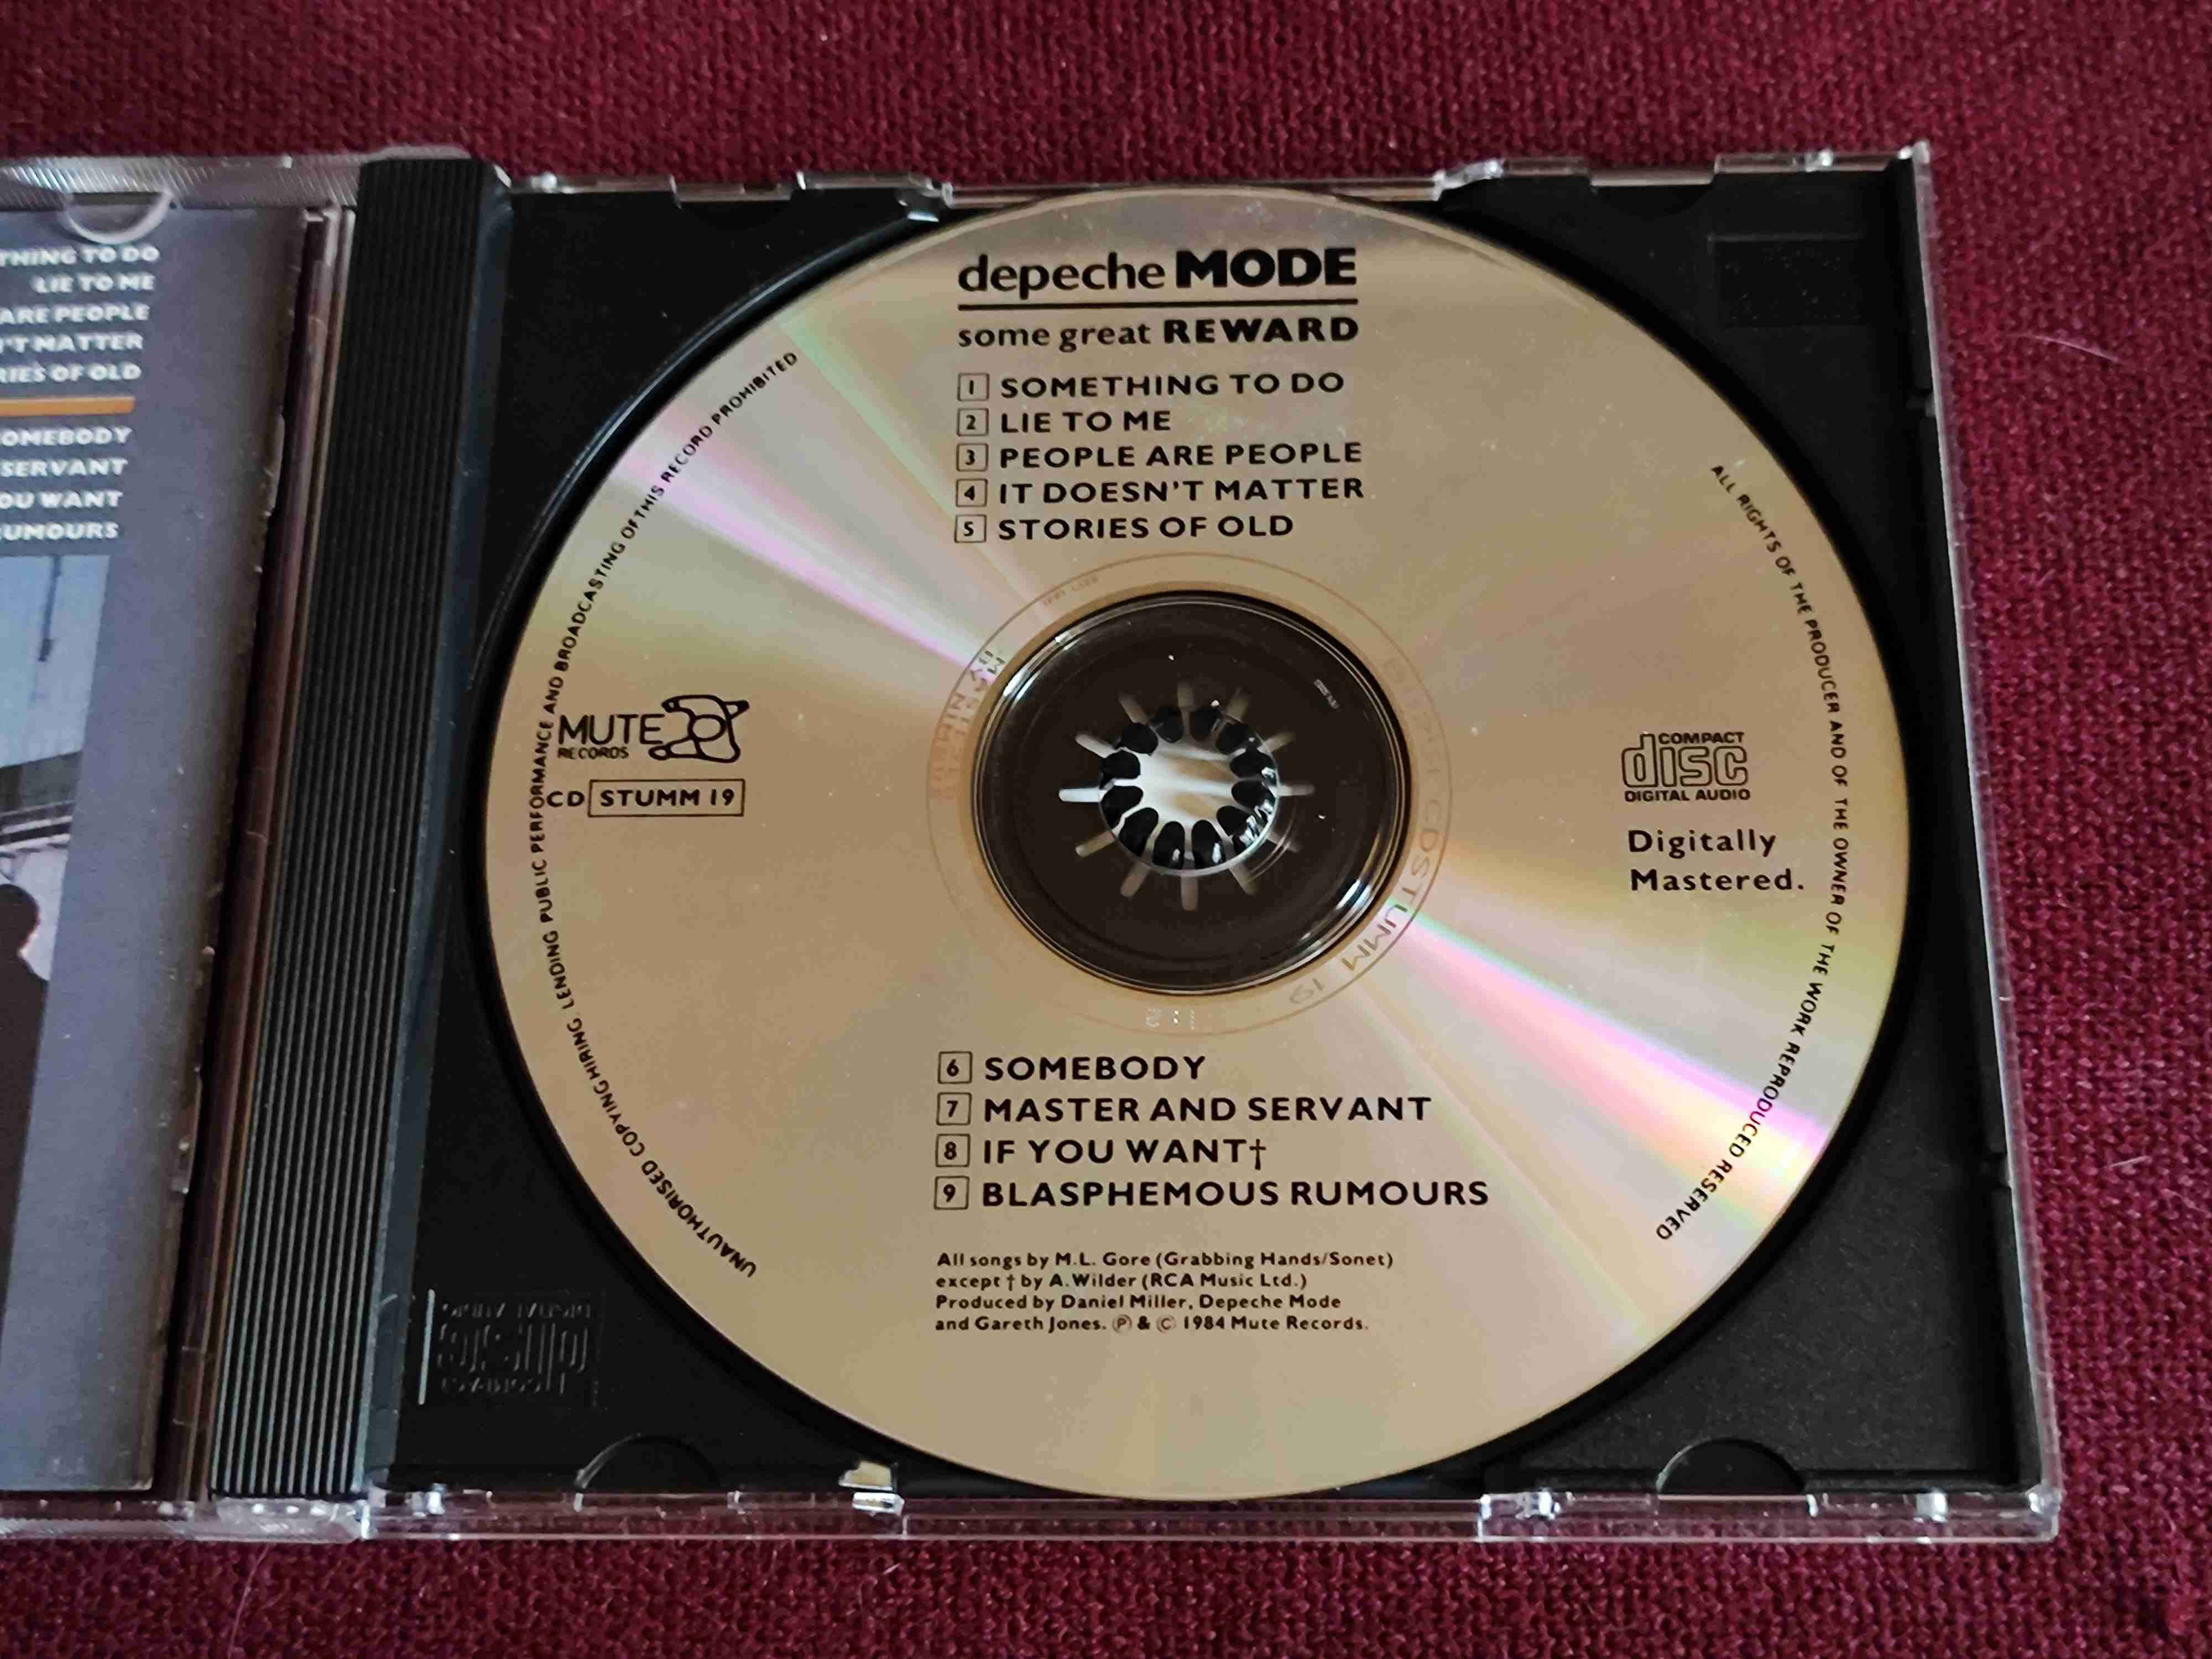 TO DO
LIE TO ME
ARE PEOPLE
MATTER
OF OLD
SERVANT
WANT
depeche MODE
some great REWARD
1 SOMETHING TO DO
2 LIE TO ME
3 PEOPLE ARE PEOPLE
4 IT DOESN'T MATTER
5 STORIES OF OLD
MUTE
RECORDS
CD STUMM 19
COMPACT
disc
DIGITAL AUDIO
Digitally
Mastered.
CDSTUMM 19
6 SOMEBODY
7 MASTER AND SERVANT
8 IF YOU WANT†
9 BLASPHEMOUS RUMOURS
All songs by M.L. Gore (Grabbing Hands/Sonet)
except † by A. Wilder (RCA Music Ltd.)
Produced by Daniel Miller, Depeche Mode
and Gareth Jones. Ⓟ & © 1984 Mute Records.
ALL RIGHTS OF THE PRODUCER AND OF THE OWNER OF THE WORK REPRODUCED RESERVED
UNAUTHORISED COPYING HIRING, LENDING PUBLIC PERFORMANCE AND BROADCASTING OF THIS RECORD PROHIBITED